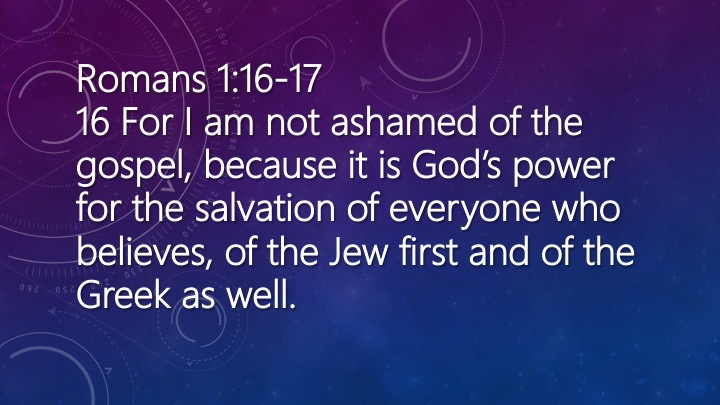 Romans 1:16-17
16 For I am not ashamed of the
gospel, because it is God’s power
for the salvation of everyone who
believes, of the Jew first and of the
Greek as well.